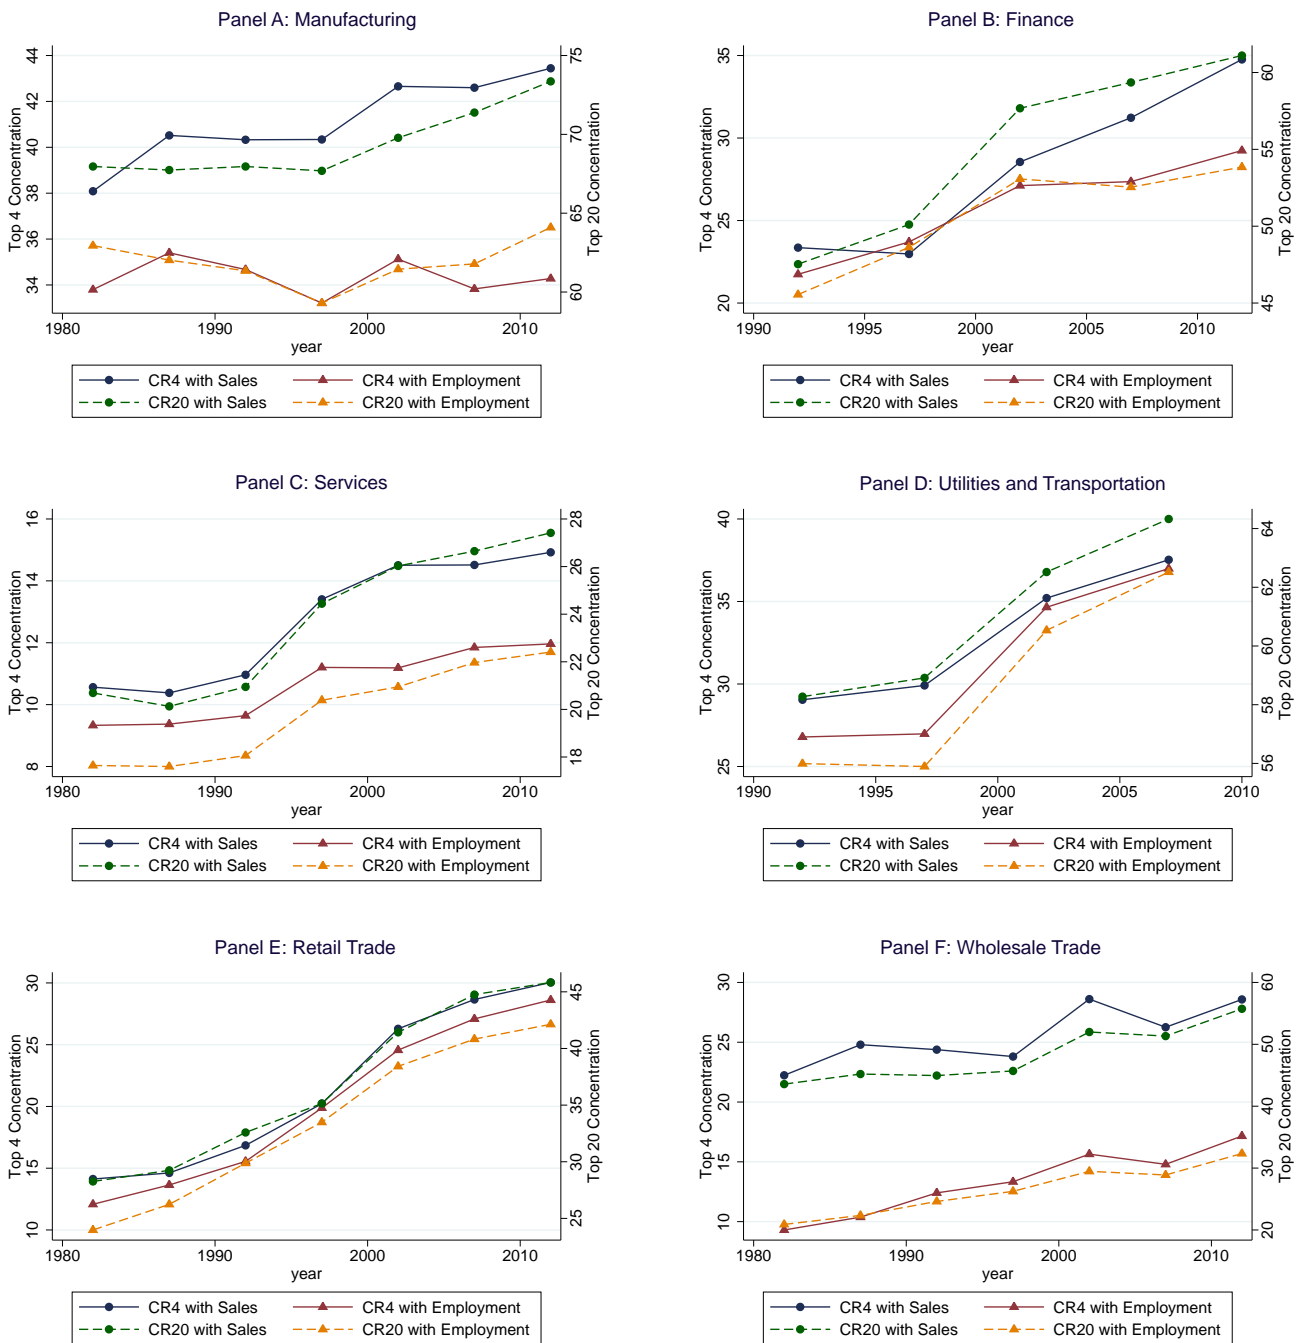 Panel A: Manufacturing
Top 4 Concentration
34 36 38 40 42 44
Top 20 Concentration
60 65 70 75
1980 1990 2000 2010
year
CR4 with Sales CR4 with Employment
CR20 with Sales CR20 with Employment
Panel B: Finance
Top 4 Concentration
20 25 30 35
Top 20 Concentration
45 50 55 60
1990 1995 2000 2005 2010
year
CR4 with Sales CR4 with Employment
CR20 with Sales CR20 with Employment
Panel C: Services
Top 4 Concentration
8 10 12 14 16
Top 20 Concentration
18 20 22 24 26 28
1980 1990 2000 2010
year
CR4 with Sales CR4 with Employment
CR20 with Sales CR20 with Employment
Panel D: Utilities and Transportation
Top 4 Concentration
25 30 35 40
Top 20 Concentration
56 58 60 62 64
1990 1995 2000 2005 2010
year
CR4 with Sales CR4 with Employment
CR20 with Sales CR20 with Employment
Panel E: Retail Trade
Top 4 Concentration
10 15 20 25 30
Top 20 Concentration
25 30 35 40 45
1980 1990 2000 2010
year
CR4 with Sales CR4 with Employment
CR20 with Sales CR20 with Employment
Panel F: Wholesale Trade
Top 4 Concentration
10 15 20 25 30
Top 20 Concentration
20 30 40 50 60
1980 1990 2000 2010
year
CR4 with Sales CR4 with Employment
CR20 with Sales CR20 with Employment